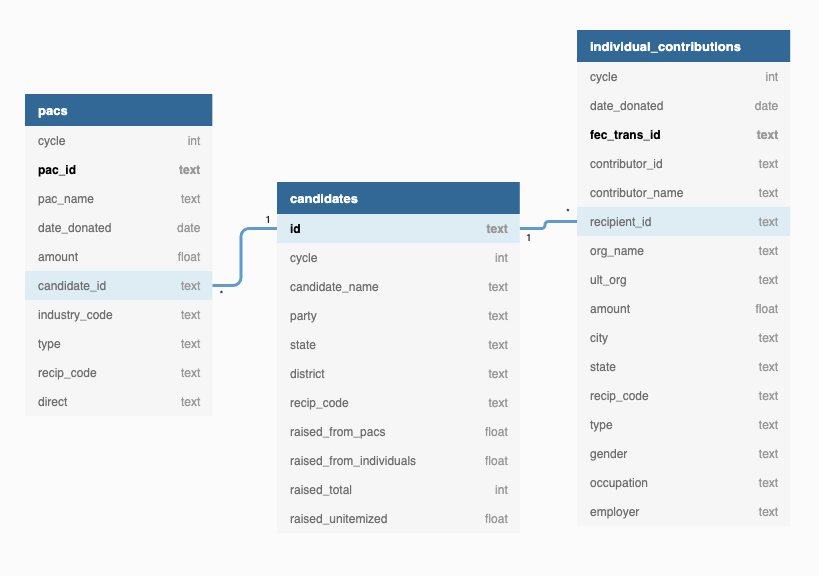 pacs
cycle int
pac_id text
pac_name text
date_donated date
amount float
candidate_id text
industry_code text
type text
recip_code text
direct text
1
*
candidates
id text
cycle int
candidate_name text
party text
state text
district text
recip_code text
raised_from_pacs float
raised_from_individuals float
raised_total int
raised_unitemized float
1
*
individual_contributions
cycle int
date_donated date
fec_trans_id text
contributor_id text
contributor_name text
recipient_id text
org_name text
ult_org text
amount float
city text
state text
recip_code text
type text
gender text
occupation text
employer text